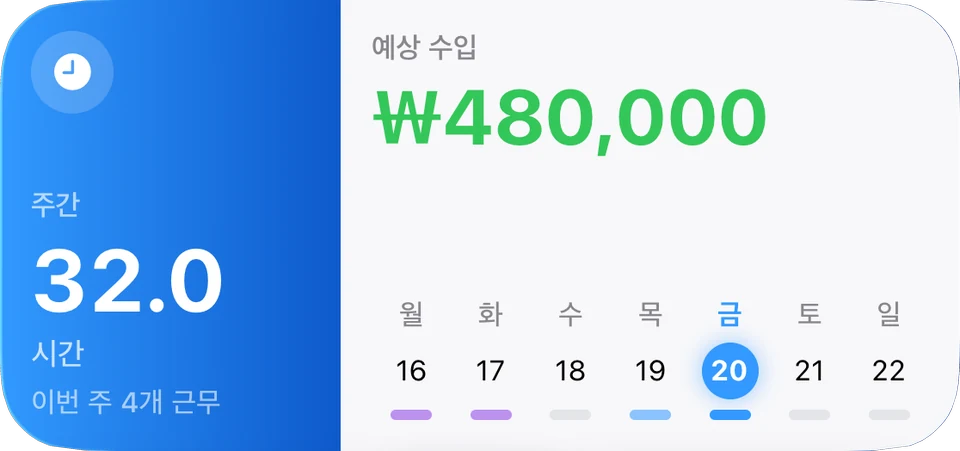 주간
32.0
시간
이번 주 4개 근무
예상 수입
₩480,000
월 화 수 목 금 토 일
16 17 18 19 20 21 22